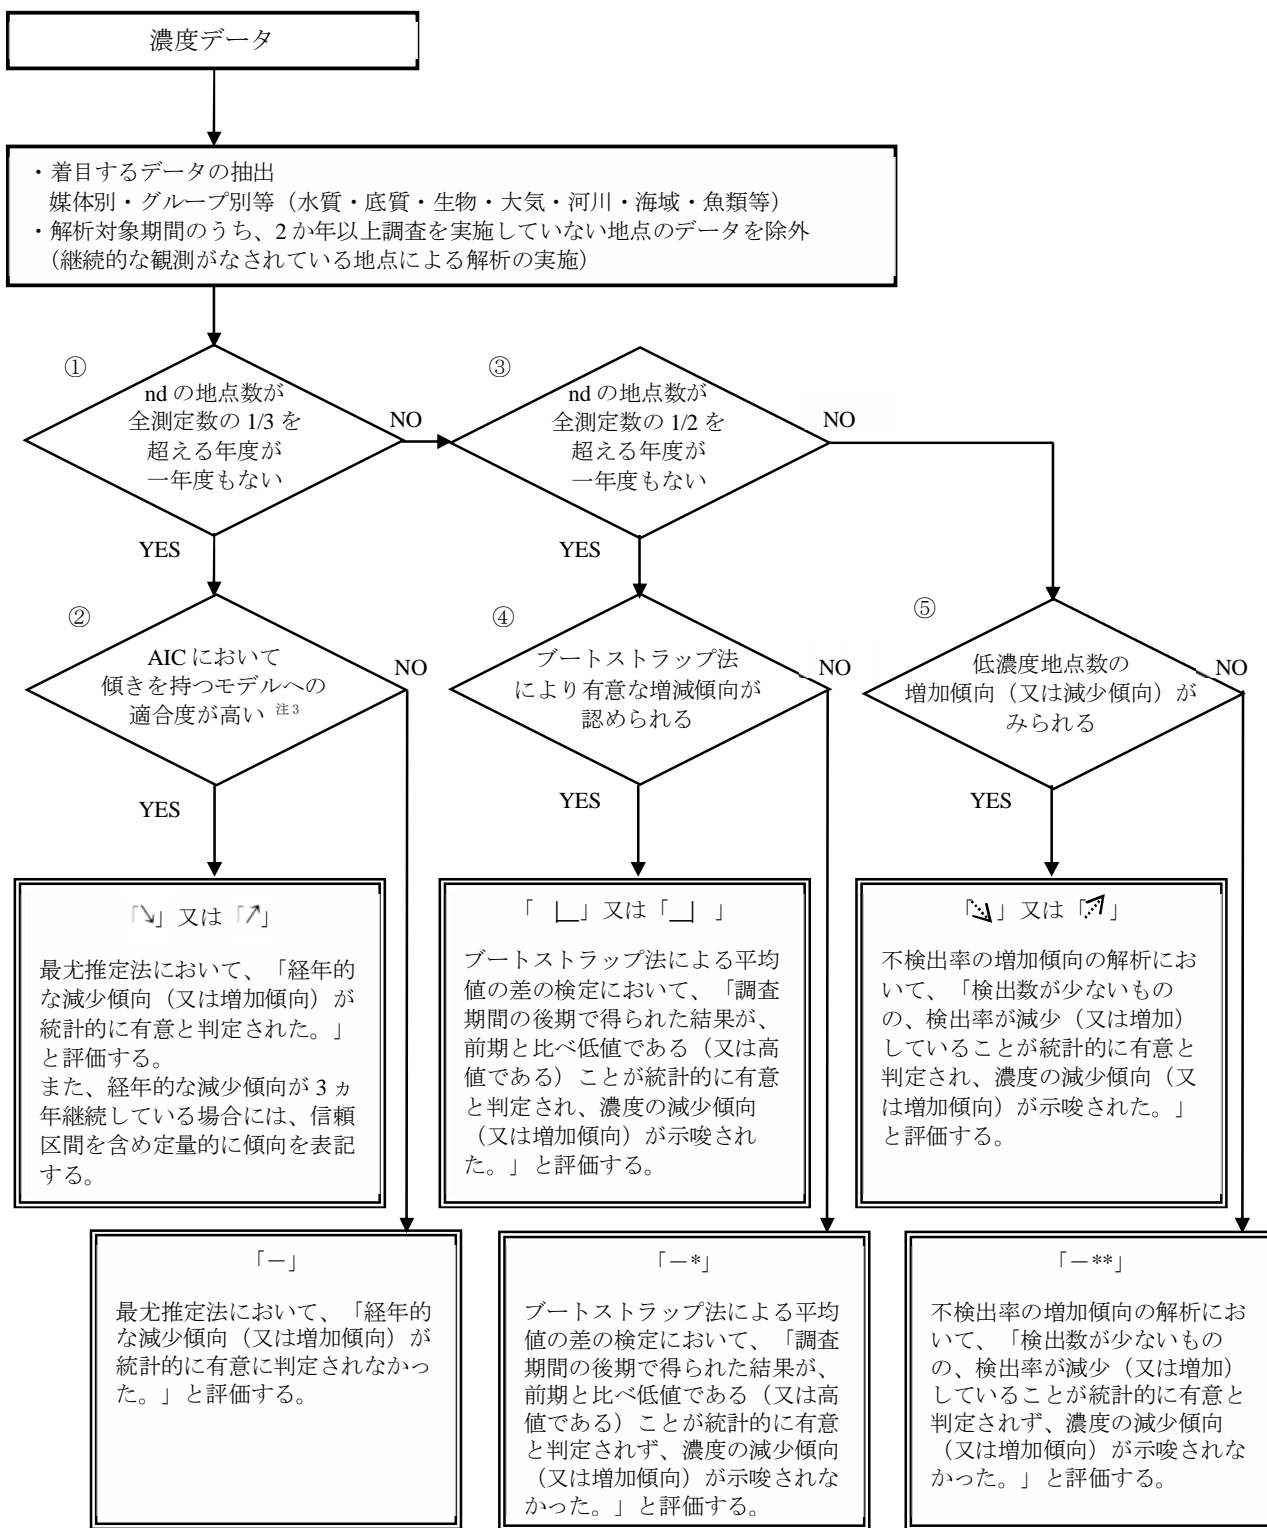 濃度データ
・着目するデータの抽出
媒体別・グループ別等（水質・底質・生物・大気・河川・海域・魚類等）
・解析対象期間のうち、2 か年以上調査を実施していない地点のデータを除外
（継続的な観測がなされている地点による解析の実施）
①
nd の地点数が
全測定数の 1/3 を
超える年度が
一年度もない
NO
YES
③
nd の地点数が
全測定数の 1/2 を
超える年度が
一年度もない
NO
YES
②
AIC において
傾きを持つモデルへの
適合度が高い 注3
NO
YES
④
ブートストラップ法
により有意な増減傾向が
認められる
NO
YES
⑤
低濃度地点数の
増加傾向（又は減少傾向）が
みられる
NO
YES
「↘」又は「↗」
最尤推定法において、「経年的
な減少傾向（又は増加傾向）が
統計的に有意と判定された。」
と評価する。
また、経年的な減少傾向が 3 ヵ
年継続している場合には、信頼
区間を含め定量的に傾向を表記
する。
「 」又は「 」
ブートストラップ法による平均
値の差の検定において、「調査
期間の後期で得られた結果が、
前期と比べ低値である（又は高
値である）ことが統計的に有意
と判定され、濃度の減少傾向
（又は増加傾向）が示唆され
た。」と評価する。
「 」又は「 」
不検出率の増加傾向の解析にお
いて、「検出数が少ないもの
の、検出率が減少（又は増加）
していることが統計的に有意と
判定され、濃度の減少傾向（又
は増加傾向）が示唆された。」
と評価する。
「－」
最尤推定法において、「経年的
な減少傾向（又は増加傾向）が
統計的に有意に判定されなかっ
た。」と評価する。
「－*」
ブートストラップ法による平均
値の差の検定において、「調査
期間の後期で得られた結果が、
前期と比べ低値である（又は高
値である）ことが統計的に有意
と判定されず、濃度の減少傾向
（又は増加傾向）が示唆されな
かった。」と評価する。
「－**」
不検出率の増加傾向の解析にお
いて、「検出数が少ないもの
の、検出率が減少（又は増加）
していることが統計的に有意と
判定されず、濃度の減少傾向
（又は増加傾向）が示唆されな
かった。」と評価する。